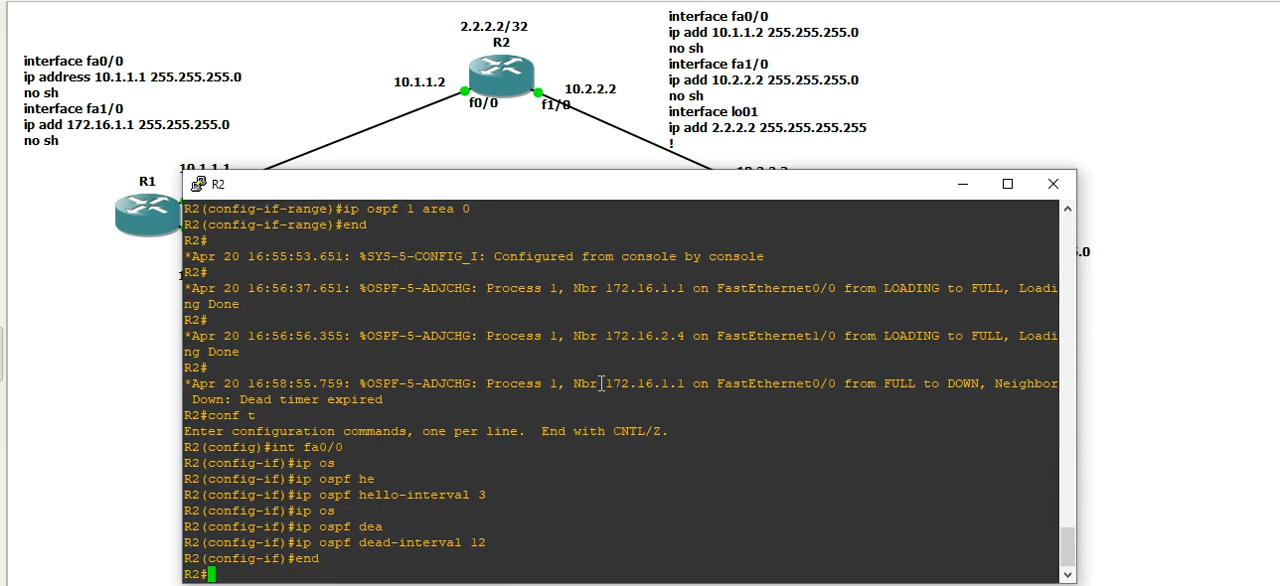 interface fa0/0
ip add 10.1.1.2 255.255.255.0
no sh
interface fa1/0
ip add 10.2.2.2 255.255.255.0
no sh
interface lo01
ip add 2.2.2.2 255.255.255.255
!
2.2.2.2/32
R2
10.1.1.2
10.2.2.2
f0/0
f1/0
interface fa0/0
ip address 10.1.1.1 255.255.255.0
no sh
interface fa1/0
ip add 172.16.1.1 255.255.255.0
no sh
R1
R2
R2(config-if-range)#ip ospf 1 area 0
R2(config-if-range)#end
R2#
*Apr 20 16:55:53.651: %SYS-5-CONFIG_I: Configured from console by console
R2#
*Apr 20 16:56:37.651: %OSPF-5-ADJCHG: Process 1, Nbr 172.16.1.1 on FastEthernet0/0 from LOADING to FULL, Loadi
ng Done
R2#
*Apr 20 16:56:56.355: %OSPF-5-ADJCHG: Process 1, Nbr 172.16.2.4 on FastEthernet1/0 from LOADING to FULL, Loadi
ng Done
R2#
*Apr 20 16:58:55.759: %OSPF-5-ADJCHG: Process 1, Nbr 172.16.1.1 on FastEthernet0/0 from FULL to DOWN, Neighbor
Down: Dead timer expired
R2#conf t
Enter configuration commands, one per line.  End with CNTL/Z.
R2(config)#int fa0/0
R2(config-if)#ip os
R2(config-if)#ip ospf he
R2(config-if)#ip ospf hello-interval 3
R2(config-if)#ip os
R2(config-if)#ip ospf dea
R2(config-if)#ip ospf dead-interval 12
R2(config-if)#end
R2#
.0